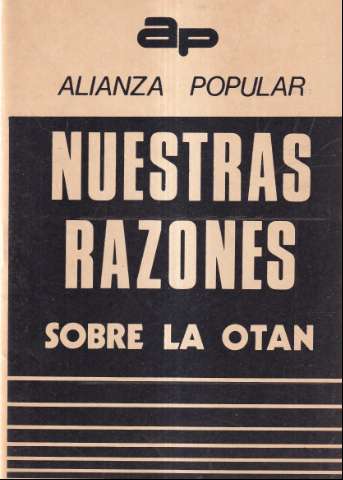 ap
ALIANZA POPULAR
NUESTRAS
RAZONES
SOBRE LA OTAN